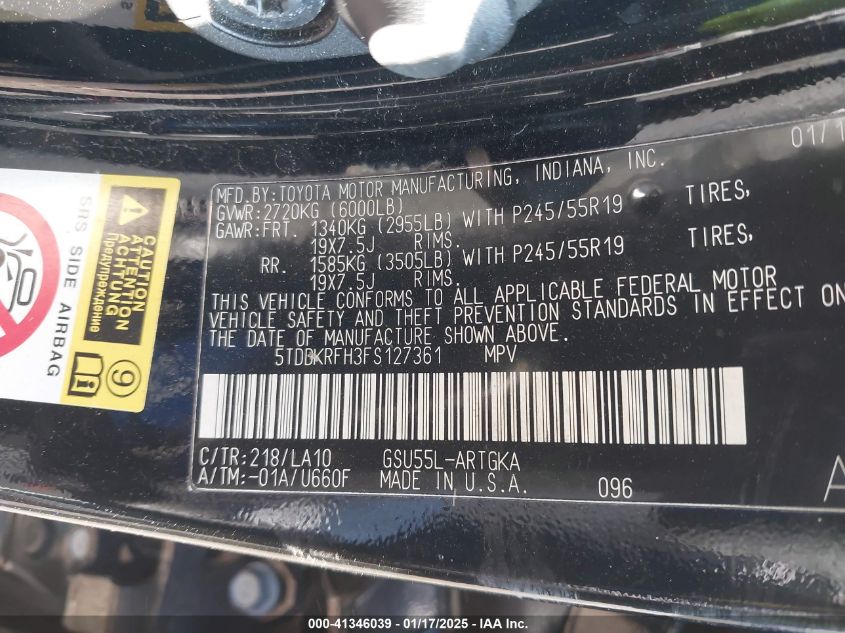 01/1
MFD.BY:TOYOTA MOTOR MANUFACTURING, INDIANA, INC.
GVWR:2720KG (6000LB)
GAWR:FRT. 1340KG (2955LB) WITH P245/55R19 TIRES,
19X7.5J RIMS.
RR. 1585KG (3505LB) WITH P245/55R19 TIRES,
19X7.5J RIMS.
THIS VEHICLE CONFORMS TO ALL APPLICABLE FEDERAL MOTOR
VEHICLE SAFETY AND THEFT PREVENTION STANDARDS IN EFFECT ON
THE DATE OF MANUFACTURE SHOWN ABOVE.
5TDDKRFH3FS127361 MPV
C/TR:218/LA10 GSU55L-ARTGKA
A/TM:-01A/U660F MADE IN U.S.A. 096
A
SRS SIDE AIRBAG
CAUTION
ATTENTION
ACHTUNG
Предупреждение
9
000-41346039 - 01/17/2025 - IAA Inc.